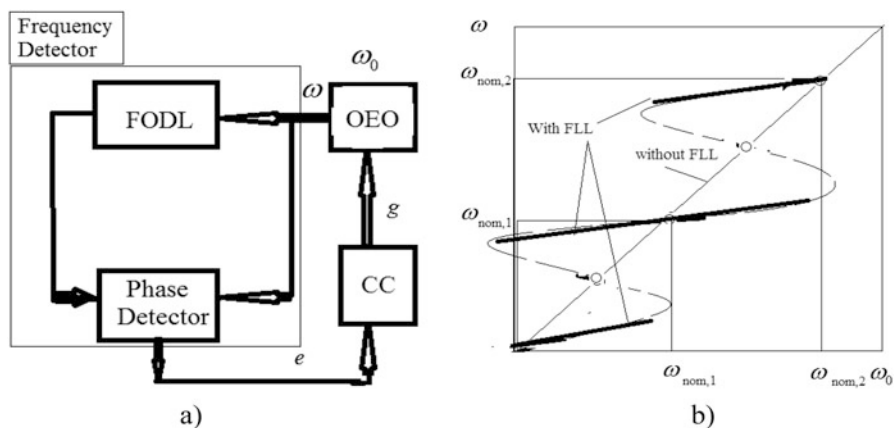 Frequency
Detector
FODL
ω
ω0
OEO
g
CC
Phase
Detector
e
a)
ω
ωnom,2
ωnom,1
With FLL
without FLL
ωnom,1
ωnom,2 ω0
b)